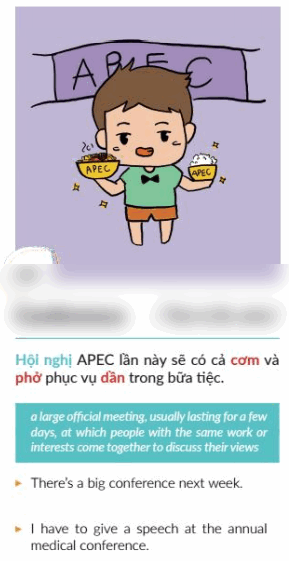 APEC
APEC
APEC
Hội nghị APEC lần này sẽ có cả cơm và
phở phục vụ dần trong bữa tiệc.
a large official meeting, usually lasting for a few
days, at which people with the same work or
interests come together to discuss their views
There's a big conference next week.
I have to give a speech at the annual
medical conference.